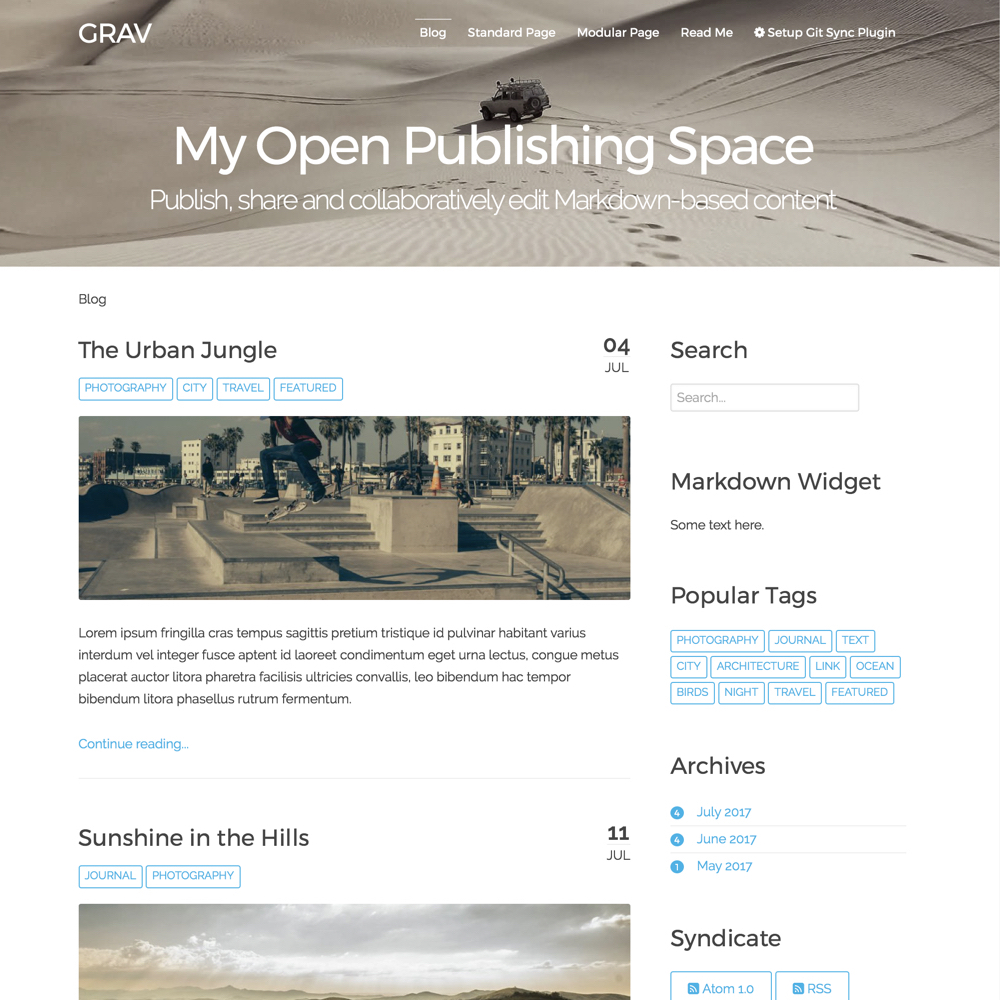 GRAV
Blog Standard Page Modular Page Read Me Setup Git Sync Plugin
My Open Publishing Space
Publish, share and collaboratively edit Markdown-based content
Blog
The Urban Jungle
04
JUL
PHOTOGRAPHY CITY TRAVEL FEATURED
Lorem ipsum fringilla cras tempus sagittis pretium tristique id pulvinar habitant varius
interdum vel integer fusce aptent id laoreet condimentum eget urna lectus, congue metus
placerat auctor litora pharetra facilisis ultricies convallis, leo bibendum hac tempor
bibendum litora phasellus rutrum fermentum.
Continue reading...
Sunshine in the Hills
11
JUL
JOURNAL PHOTOGRAPHY
Search
Search...
Markdown Widget
Some text here.
Popular Tags
PHOTOGRAPHY JOURNAL TEXT
CITY ARCHITECTURE LINK OCEAN
BIRDS NIGHT TRAVEL FEATURED
Archives
4 July 2017
4 June 2017
1 May 2017
Syndicate
Atom 1.0 RSS